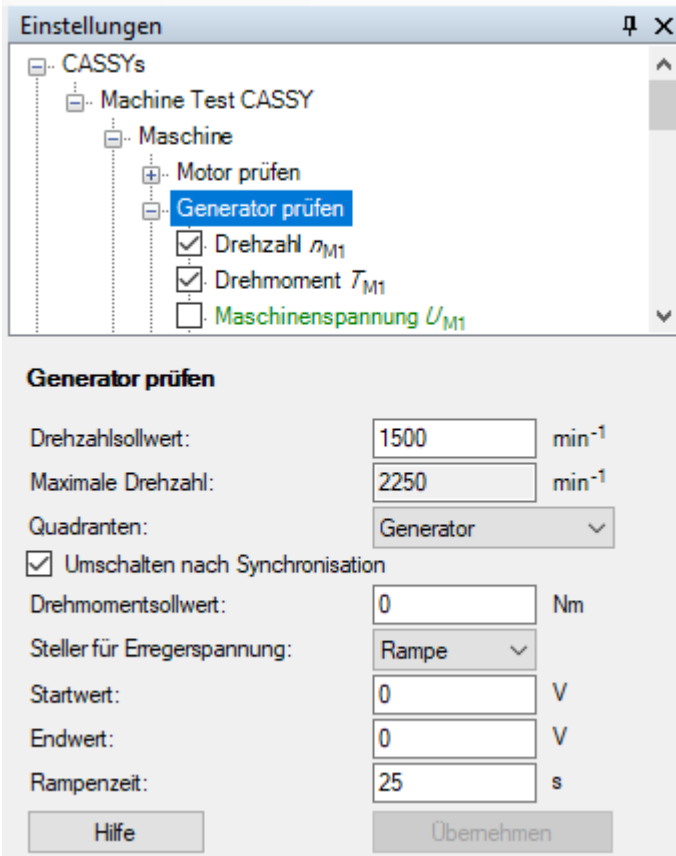 Einstellungen
CASSYs
Machine Test CASSY
Maschine
Motor prüfen
Generator prüfen
Drehzahl nM1
Drehmoment TM1
Maschinenspannung UM1
Generator prüfen
Drehzahlsollwert: 1500 min-1
Maximale Drehzahl: 2250 min-1
Quadranten: Generator
Umschalten nach Synchronisation
Drehmomentsollwert: 0 Nm
Steller für Erregerspannung: Rampe
Startwert: 0 V
Endwert: 0 V
Rampenzeit: 25 s
Hilfe Übernehmen